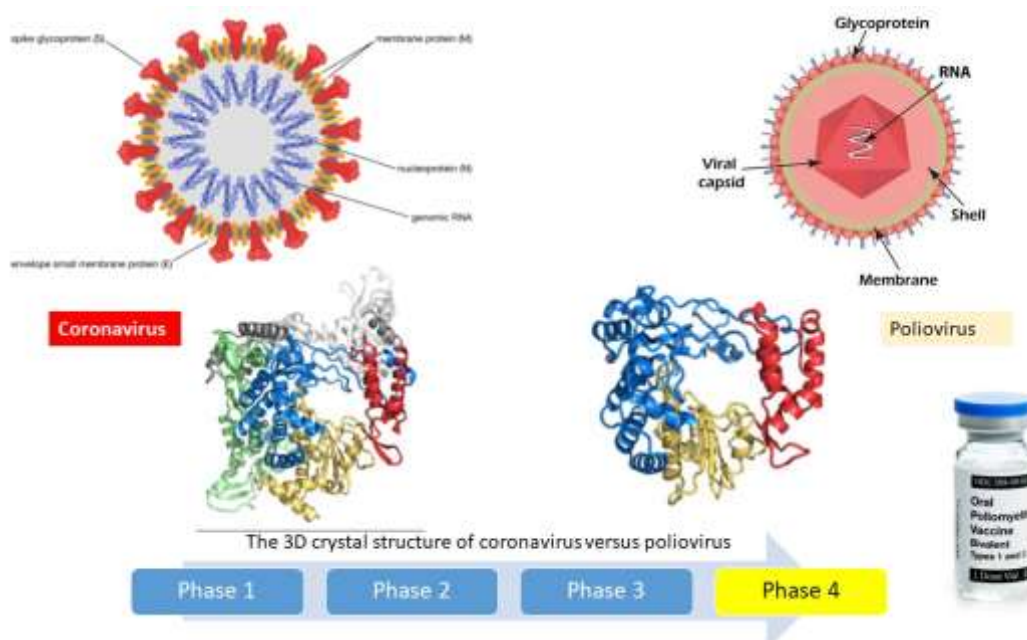 spike glycoprotein (S)
membrane protein (M)
nucleoprotein (N)
genomic RNA
envelope small membrane protein (E)
Glycoprotein
RNA
Viral
capsid
Shell
Membrane
Coronavirus
Poliovirus
The 3D crystal structure of coronavirus versus poliovirus
Phase 1
Phase 2
Phase 3
Phase 4
Oral
Poliomyeli
Vaccine
Bivalent
Types 1 and
1 Dose Vial